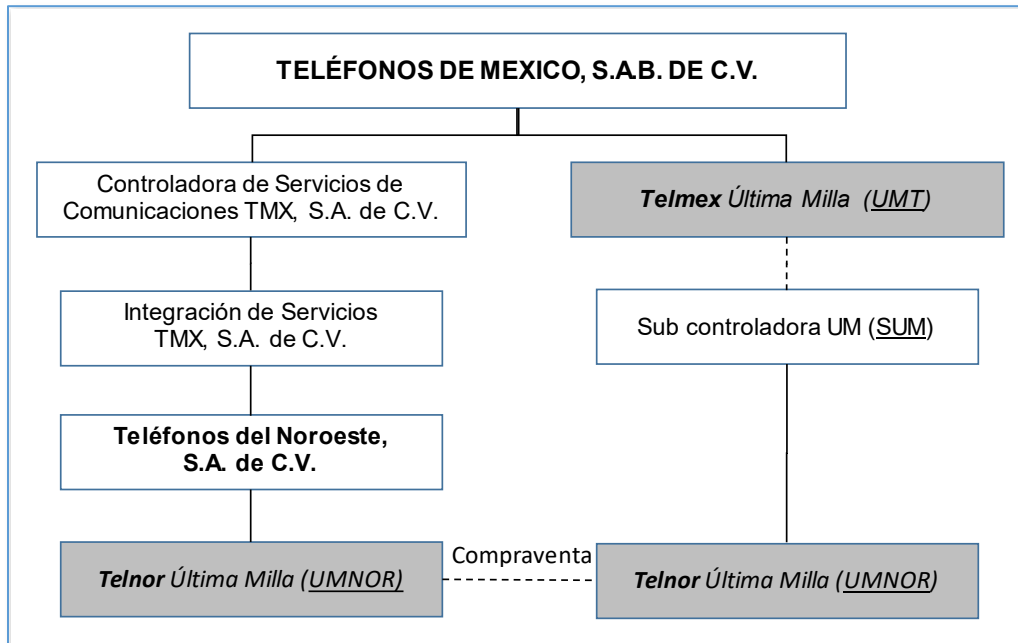 TELÉFONOS DE MEXICO, S.A.B. DE C.V.
Controladora de Servicios de
Comunicaciones TMX, S.A. de C.V.
Telmex Última Milla (UMT)
Integración de Servicios
TMX, S.A. de C.V.
Sub controladora UM (SUM)
Teléfonos del Noroeste,
S.A. de C.V.
Telnor Última Milla (UMNOR)
Compraventa
Telnor Última Milla (UMNOR)